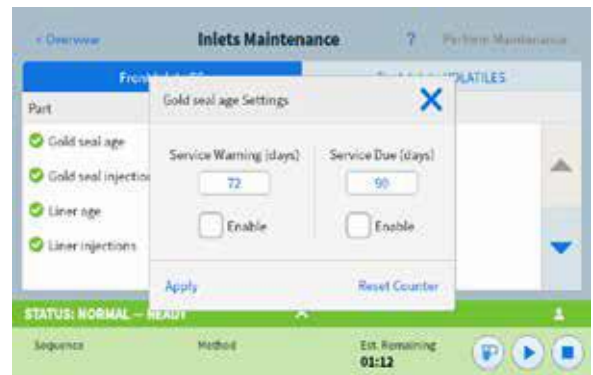 < Overview Inlets Maintenance ? Perform Maintenance
Front VOLATILES
Part
Gold seal age Settings
Gold seal age
Gold seal injection
Liner age
Liner injections
Service Warning (days) Service Due (days)
72 90
Enable Enable
Apply Reset Counter
STATUS: NORMAL — READY
Sequence Method Est. Remaining
01:12